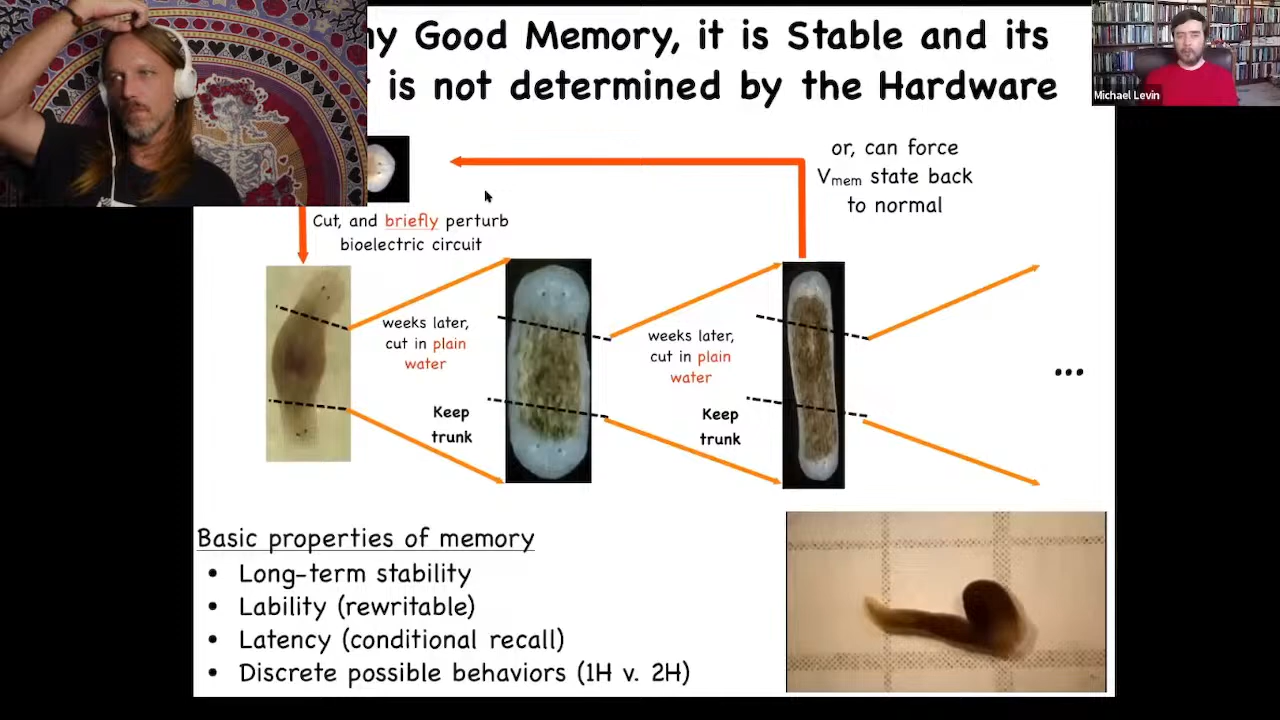 ny Good Memory, it is Stable and its
is not determined by the Hardware
Michael Levin
or, can force
Vmem state back
to normal
Cut, and briefly perturb
bioelectric circuit
weeks later,
cut in plain
water
Keep
trunk
weeks later,
cut in plain
water
Keep
trunk
...
Basic properties of memory
• Long-term stability
• Lability (rewritable)
• Latency (conditional recall)
• Discrete possible behaviors (1H v. 2H)